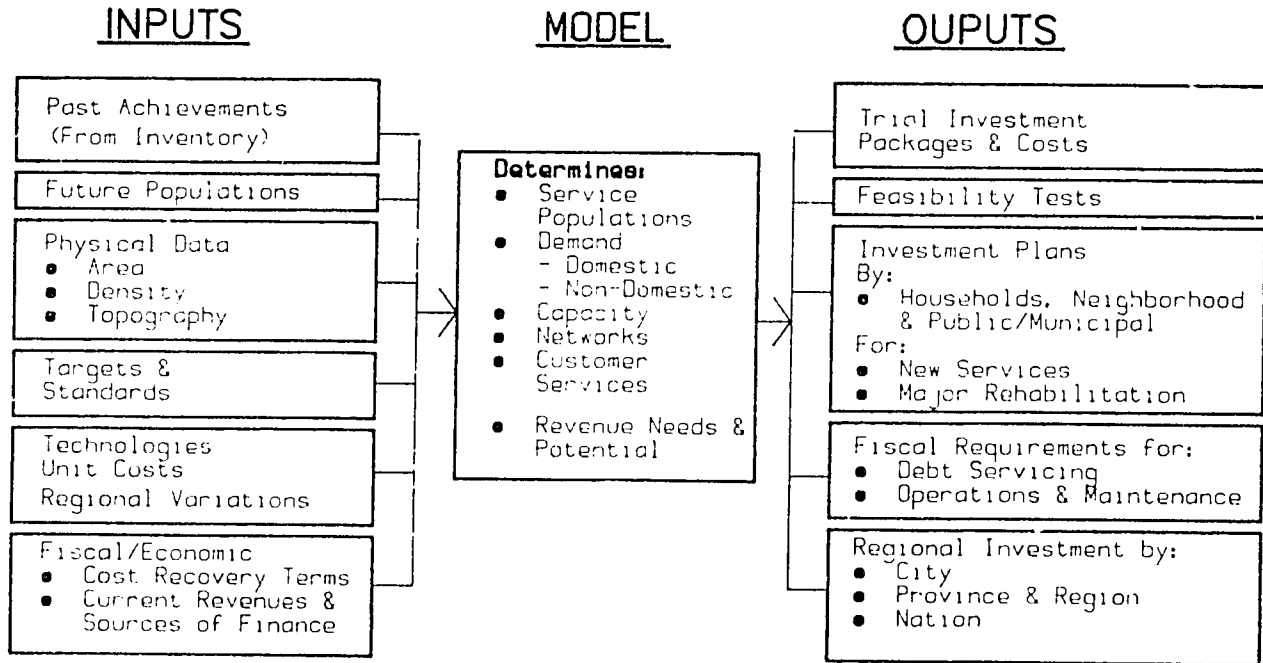 INPUTS
Past Achievements
(From Inventory)
Future Populations
Physical Data
• Area
• Density
• Topography
Targets &
Standards
Technologies
Unit Costs
Regional Variations
Fiscal/Economic
• Cost Recovery Terms
• Current Revenues &
Sources of Finance
MODEL
Determines:
• Service
Populations
• Demand
- Domestic
- Non-Domestic
• Capacity
• Networks
• Customer
Services
• Revenue Needs &
Potential
OUPUTS
Trial Investment
Packages & Costs
Feasibility Tests
Investment Plans
By:
• Households, Neighborhood
& Public/Municipal
For:
• New Services
• Major Rehabilitation
Fiscal Requirements for:
• Debt Servicing
• Operations & Maintenance
Regional Investment by:
• City
• Province & Region
• Nation